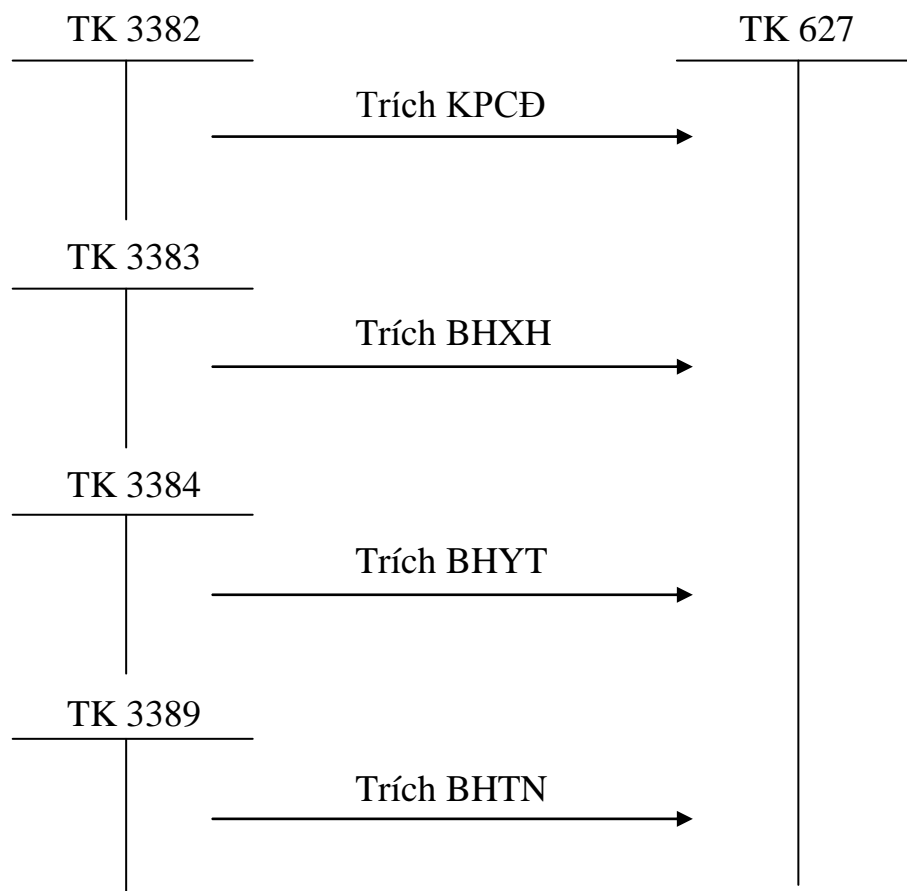 TK 3382
TK 627
Trích KPCĐ
TK 3383
Trích BHXH
TK 3384
Trích BHYT
TK 3389
Trích BHTN